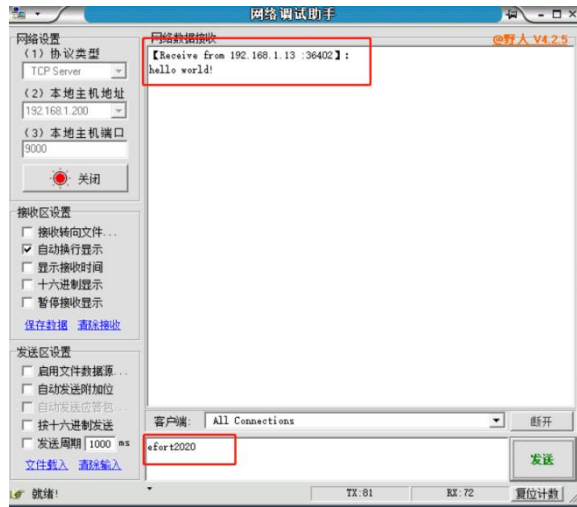 网络调试助手
网络设置
(1) 协议类型
TCP Server
(2) 本地主机地址
192.168.1.200
(3) 本地主机端口
9000
关闭
接收区设置
接收转向文件...
自动换行显示
显示接收时间
十六进制显示
暂停接收显示
保存数据 清除接收
发送区设置
启用文件数据源...
自动发送附加位
自动发送应答包...
按十六进制发送
发送周期 1000 ms
文件载入 清除输入
网络数据接收
@野人 V4.2.5
【Receive from 192.168.1.13 :36402】:
hello world!
客户端: All Connections
断开
efort2020
发送
就绪!
TX:81
RX:72
复位计数